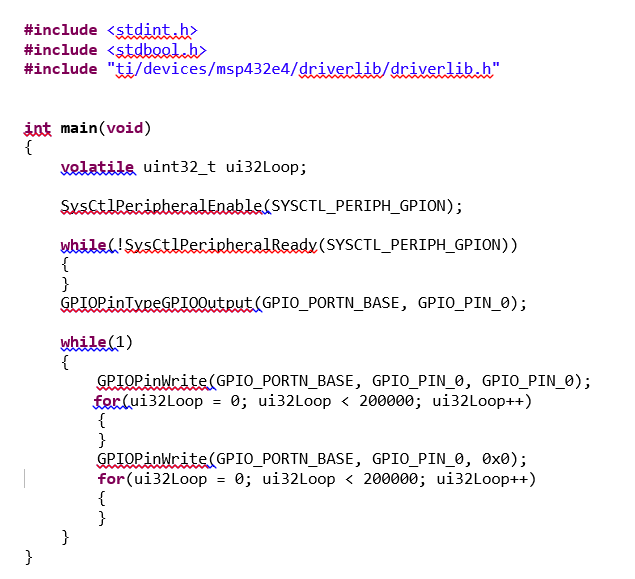 #include <stdint.h>
#include <stdbool.h>
#include "ti/devices/msp432e4/driverlib/driverlib.h"
int main(void)
{
volatile uint32_t ui32Loop;
SysCtlPeripheralEnable(SYSCTL_PERIPH_GPION);
while(!SysCtlPeripheralReady(SYSCTL_PERIPH_GPION))
{
}
GPIOPinTypeGPIOOutput(GPIO_PORTN_BASE, GPIO_PIN_0);
while(1)
{
GPIOPinWrite(GPIO_PORTN_BASE, GPIO_PIN_0, GPIO_PIN_0);
for(ui32Loop = 0; ui32Loop < 200000; ui32Loop++)
{
}
GPIOPinWrite(GPIO_PORTN_BASE, GPIO_PIN_0, 0x0);
for(ui32Loop = 0; ui32Loop < 200000; ui32Loop++)
{
}
}
}